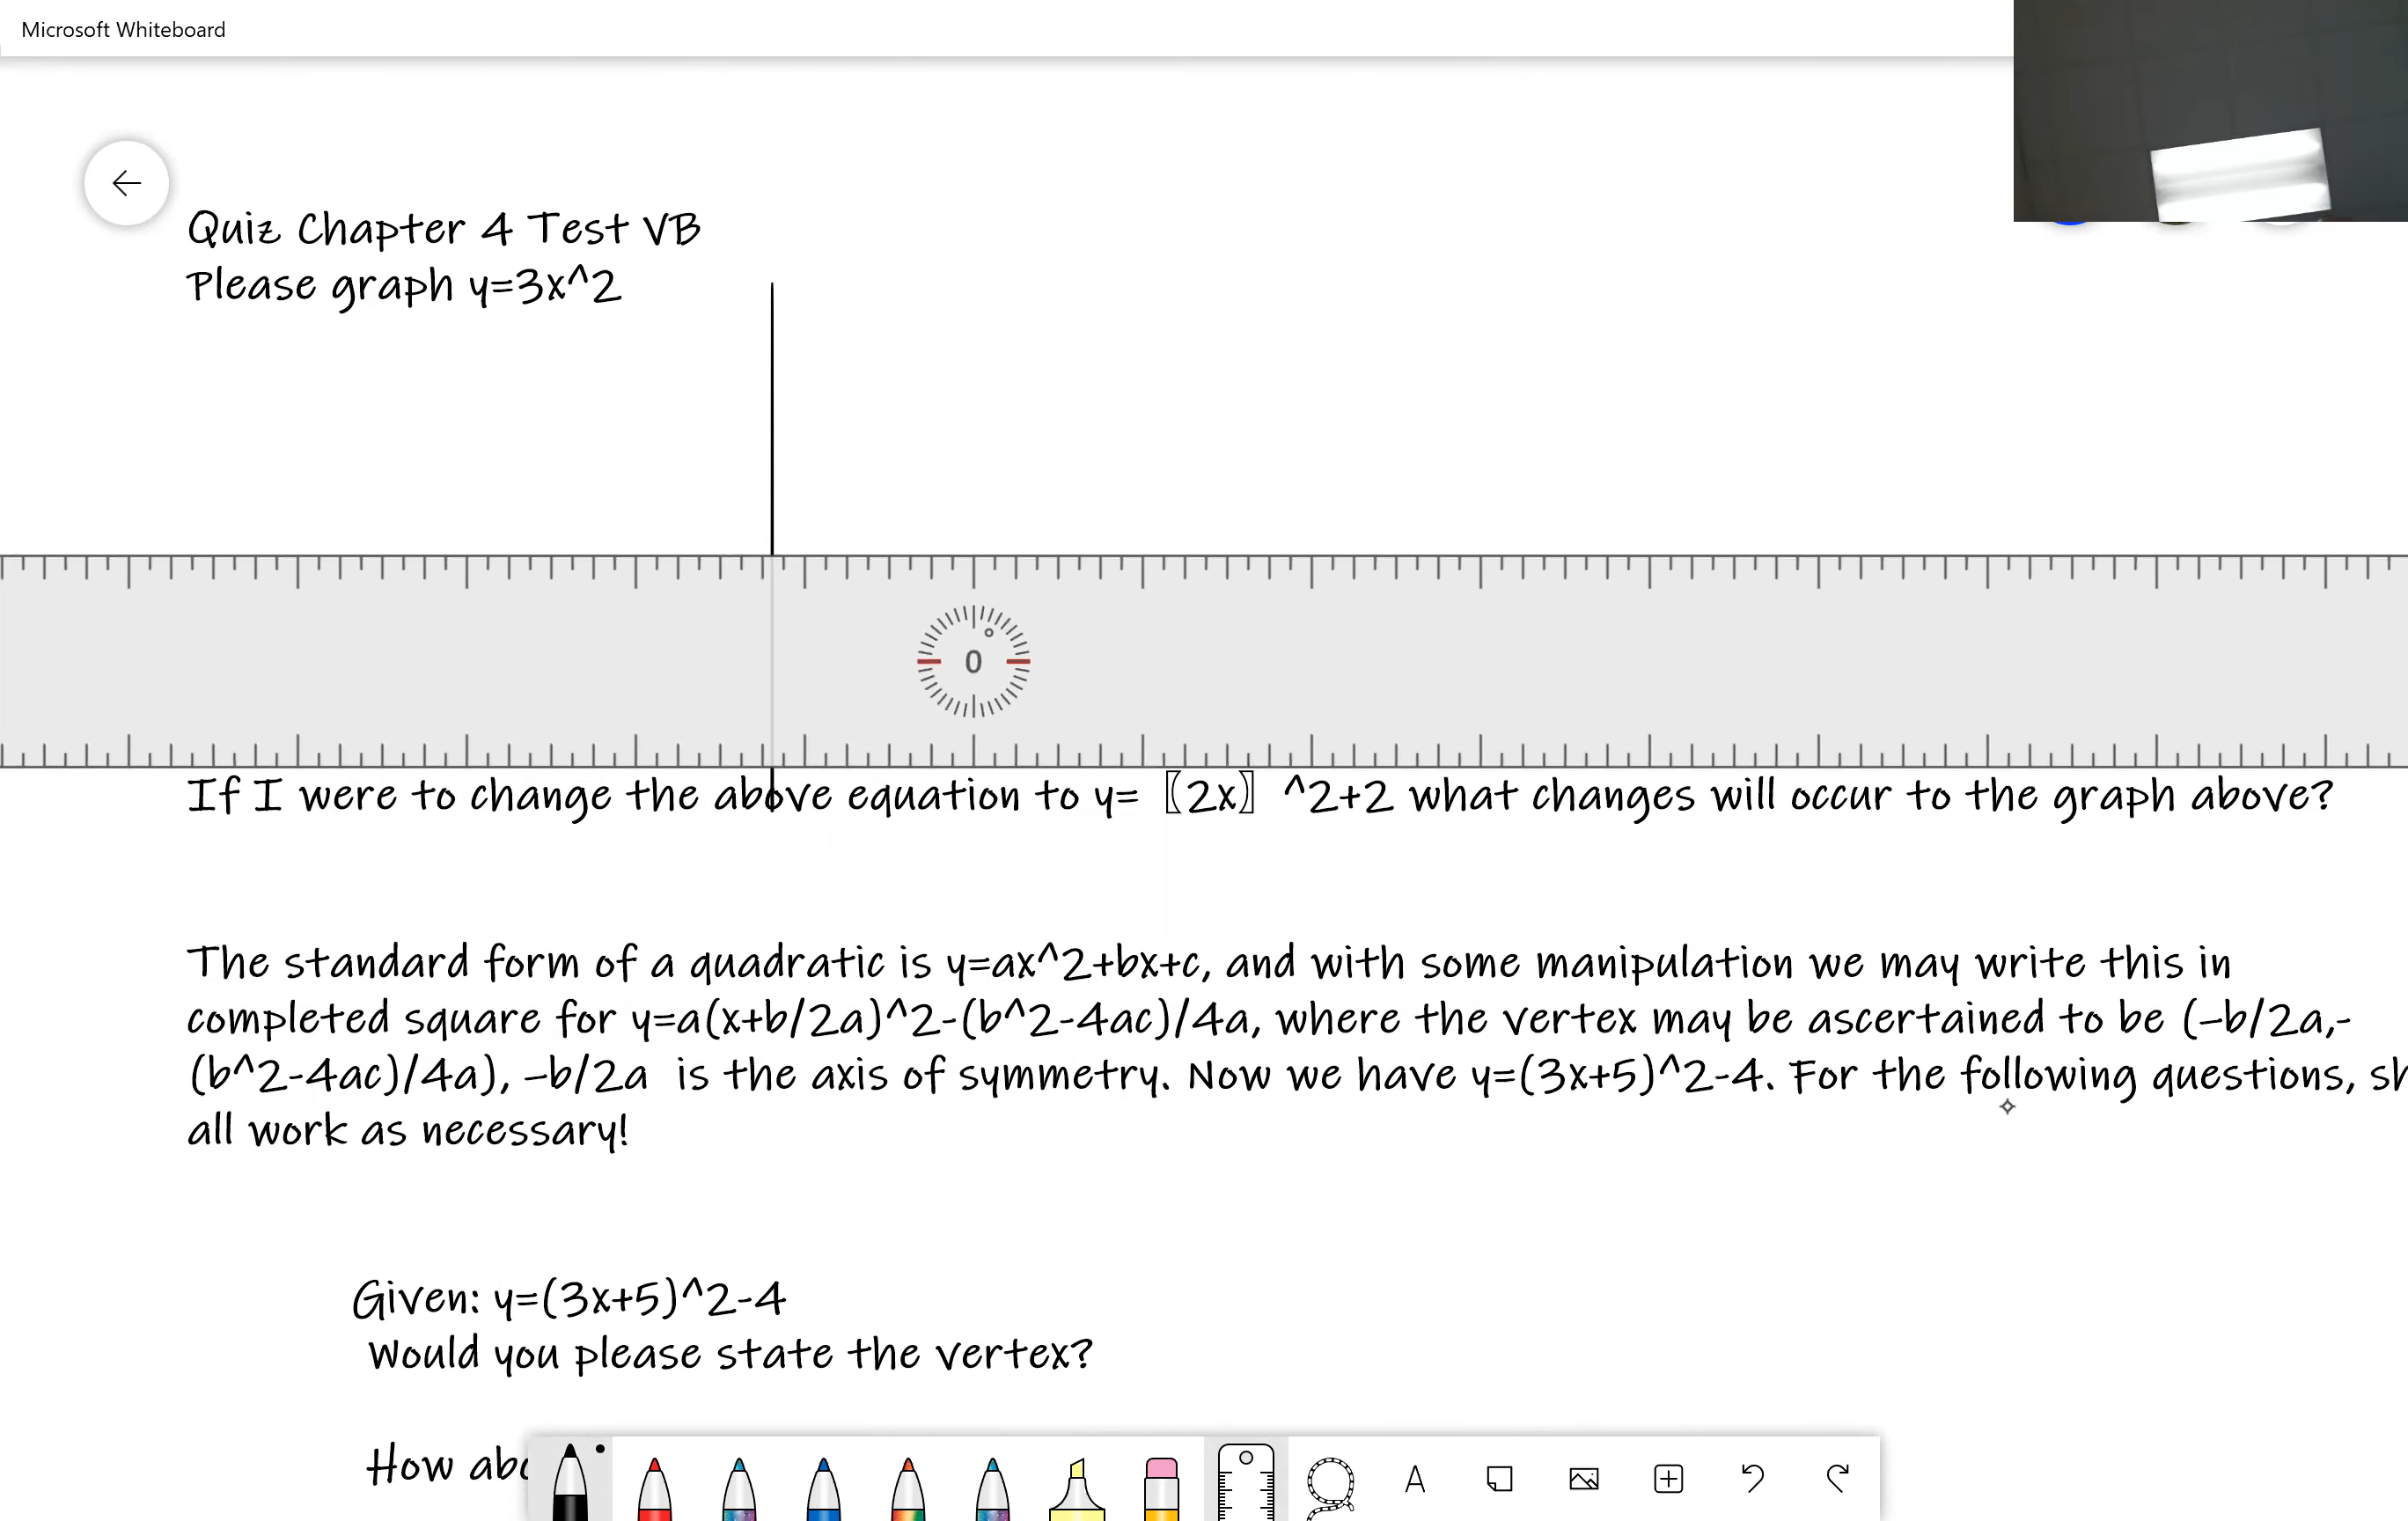 Microsoft Whiteboard
Quiz Chapter 4 Test VB
Please graph y=3x^2
0
If I were to change the above equation to y= 〖2x〗 ^2+2 what changes will occur to the graph above?
The standard form of a quadratic is y=ax^2+bx+c, and with some manipulation we may write this in
completed square for y=a(x+b/2a)^2-(b^2-4ac)/4a, where the vertex may be ascertained to be (-b/2a,-
(b^2-4ac)/4a), -b/2a is the axis of symmetry. Now we have y=(3x+5)^2-4. For the following questions,
all work as necessary!
Given: y=(3x+5)^2-4
Would you please state the vertex?
How